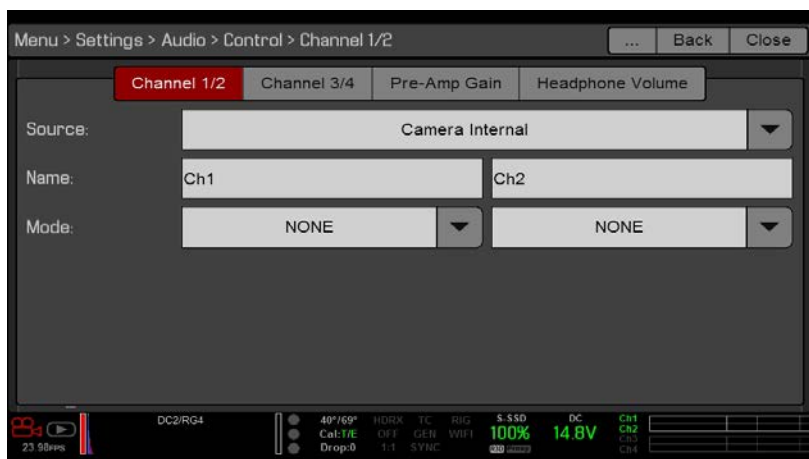 Menu > Settings > Audio > Control > Channel 1/2 ... Back Close
Channel 1/2 Channel 3/4 Pre-Amp Gain Headphone Volume
Source: Camera Internal
Name: Ch1 Ch2
Mode: NONE NONE
DC2/RG4 40°/69° HDRX TC RIG S-SSD DC Ch1
Cal:T/E OFF GEN WIFI 100% 14.8V Ch2
Ch3
23.98FPS Drop:0 1:1 SYNC Ch4